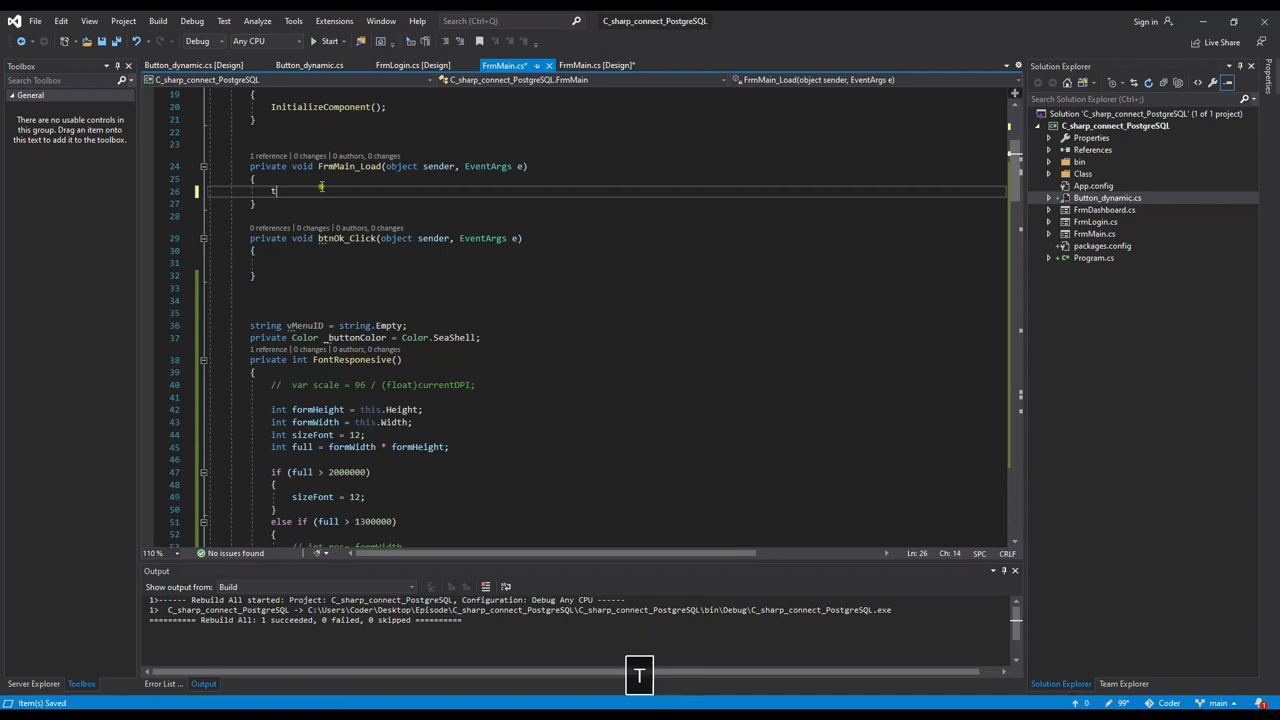 File Edit View Project Build Debug Test Analyze Tools Extensions Window Help Search (Ctrl+Q) C_sharp_connect_PostgreSQL Sign in
Debug Any CPU Start Live Share
Toolbox
Search Toolbox
General
There are no usable controls in this group. Drag an item onto this text to add it to the toolbox.
Button_dynamic.cs [Design] Button_dynamic.cs FrmLogin.cs [Design] FrmMain.cs* FrmMain.cs [Design]*
C_sharp_connect_PostgreSQL C_sharp_connect_PostgreSQL.FrmMain FrmMain_Load(object sender, EventArgs e)
19 {
20 InitializeComponent();
21 }
22
23
1 reference | 0 changes | 0 authors, 0 changes
24 private void FrmMain_Load(object sender, EventArgs e)
25 {
26 t
27 }
28
0 references | 0 changes | 0 authors, 0 changes
29 private void btnOk_Click(object sender, EventArgs e)
30 {
31
32 }
33
34
35
36 string vMenuID = string.Empty;
37 private Color _buttonColor = Color.SeaShell;
1 reference | 0 changes | 0 authors, 0 changes
38 private int FontResponesive()
39 {
40 // var scale = 96 / (float)currentDPI;
41
42 int formHeight = this.Height;
43 int formWidth = this.Width;
44 int sizeFont = 12;
45 int full = formWidth * formHeight;
46
47 if (full > 2000000)
48 {
49 sizeFont = 12;
50 }
51 else if (full > 1300000)
52 {
53
110 % No issues found Ln: 26 Ch: 14 SPC CRLF
Output
Show output from: Build
1>------ Rebuild All started: Project: C_sharp_connect_PostgreSQL, Configuration: Debug Any CPU ------
1> C_sharp_connect_PostgreSQL -> C:\Users\Coder\Desktop\Episode\C_sharp_connect_PostgreSQL\C_sharp_connect_PostgreSQL\bin\Debug\C_sharp_connect_PostgreSQL.exe
========== Rebuild All: 1 succeeded, 0 failed, 0 skipped ==========
T
Server Explorer Toolbox Error List ... Output
Solution Explorer
Search Solution Explorer (Ctrl+;)
Solution 'C_sharp_connect_PostgreSQL' (1 of 1 project)
C_sharp_connect_PostgreSQL
Properties
References
bin
Class
App.config
Button_dynamic.cs
FrmDashboard.cs
FrmLogin.cs
FrmMain.cs
packages.config
Program.cs
Solution Explorer Team Explorer
Properties
Item(s) Saved 0 99+ Coder main 1